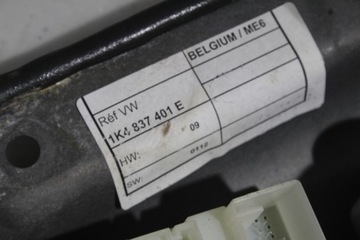 BELGIUM / ME6
Réf VW
1K4 837 401 E
HW: 09
SW: 0112